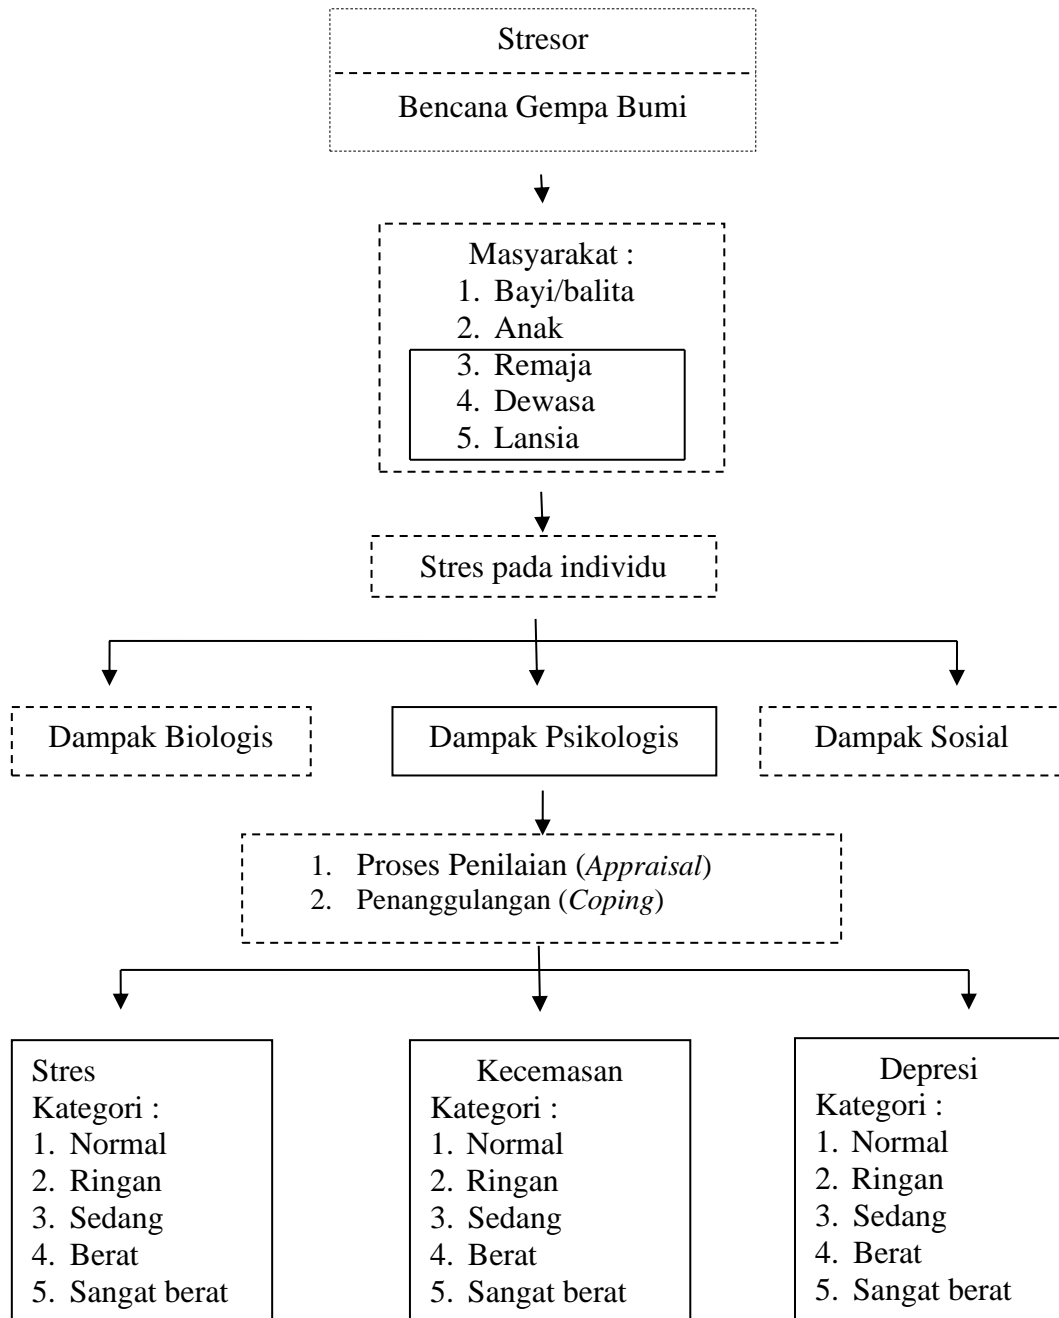 Stresor
Bencana Gempa Bumi
Masyarakat :
1. Bayi/balita
2. Anak
3. Remaja
4. Dewasa
5. Lansia
Stres pada individu
Dampak Biologis
Dampak Psikologis
Dampak Sosial
1. Proses Penilaian (Appraisal)
2. Penanggulangan (Coping)
Stres
Kategori :
1. Normal
2. Ringan
3. Sedang
4. Berat
5. Sangat berat
Kecemasan
Kategori :
1. Normal
2. Ringan
3. Sedang
4. Berat
5. Sangat berat
Depresi
Kategori :
1. Normal
2. Ringan
3. Sedang
4. Berat
5. Sangat berat